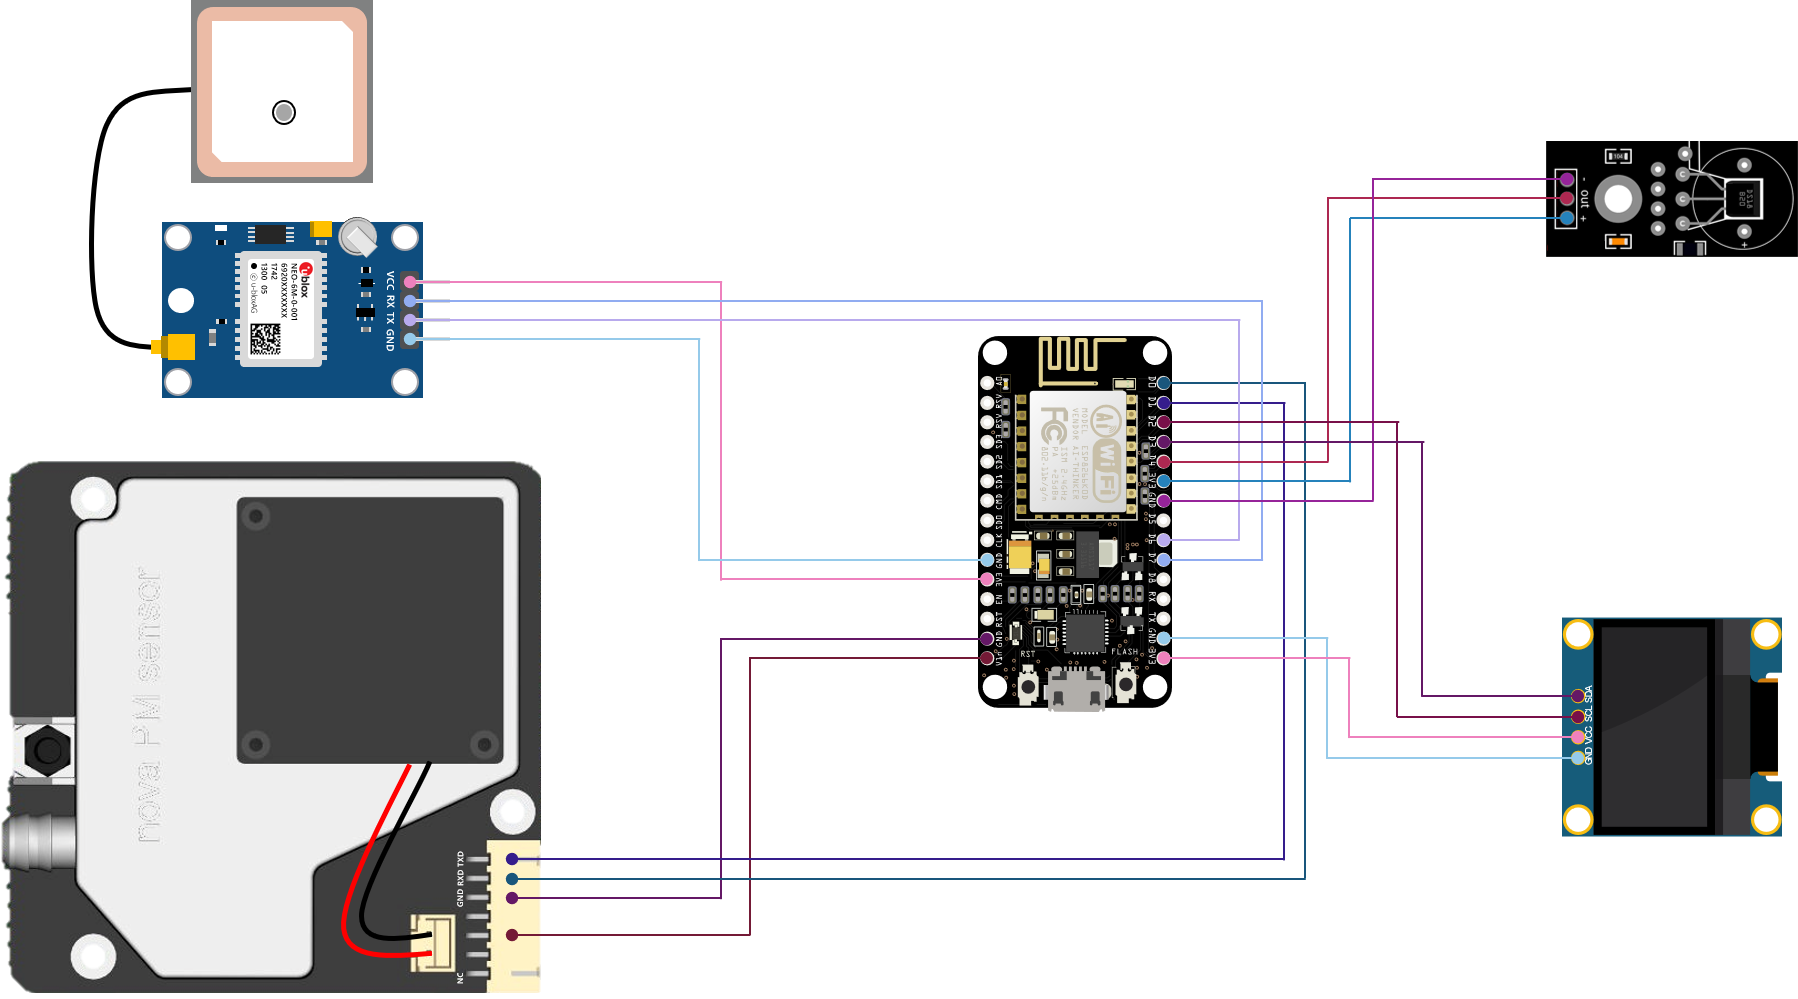 u-blox
NEO-6M-0-001
6920XXXXXXX
1742
1300 05
© u-bloxAG
VCC
RX
TX
GND
nova PM sensor
TXD
RXD
GND
NC
A0
RSV
RSV
SD3
SD2
SD1
CMD
SD0
CLK
GND
3V3
EN
RST
GND
Vin
D0
D1
D2
D3
D4
3V3
GND
D5
D6
D7
D8
RX
TX
GND
3V3
Ai
WiFi
FC
MODEL ESP8266MOD
VENDOR AI-THINKER
ISM 2.4GHz
PA +25dBm
802.11b/g/n
RST
FLASH
104
-
out
+
+
SDA
SCL
VCC
GND